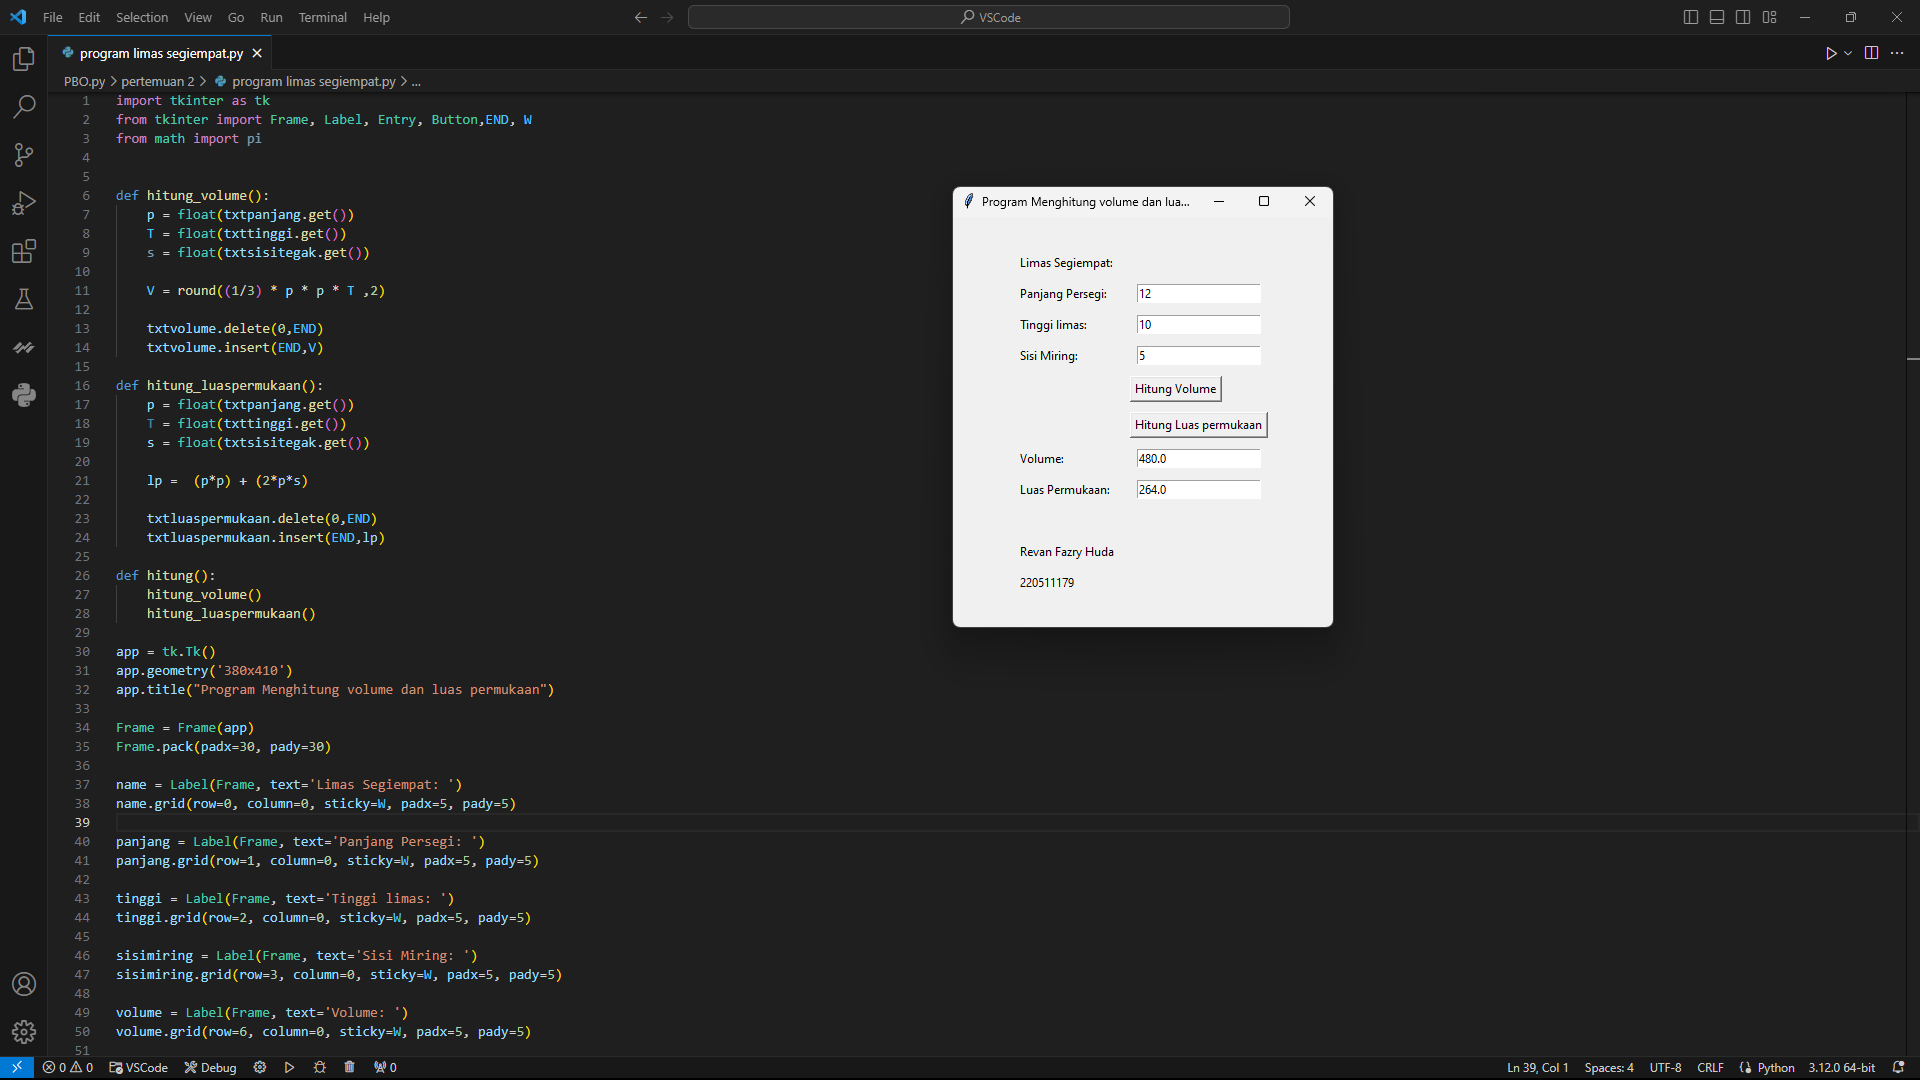 File Edit Selection View Go Run Terminal Help
VSCode
program limas segiempat.py
PBO.py > pertemuan 2 > program limas segiempat.py > ...
1 import tkinter as tk
2 from tkinter import Frame, Label, Entry, Button,END, W
3 from math import pi
4
5
6 def hitung_volume():
7     p = float(txtpanjang.get())
8     T = float(txttinggi.get())
9     s = float(txtsisitegak.get())
10
11     V = round((1/3) * p * p * T ,2)
12
13     txtvolume.delete(0,END)
14     txtvolume.insert(END,V)
15
16 def hitung_luaspermukaan():
17     p = float(txtpanjang.get())
18     T = float(txttinggi.get())
19     s = float(txtsisitegak.get())
20
21     lp =  (p*p) + (2*p*s)
22
23     txtluaspermukaan.delete(0,END)
24     txtluaspermukaan.insert(END,lp)
25
26 def hitung():
27     hitung_volume()
28     hitung_luaspermukaan()
29
30 app = tk.Tk()
31 app.geometry('380x410')
32 app.title("Program Menghitung volume dan luas permukaan")
33
34 Frame = Frame(app)
35 Frame.pack(padx=30, pady=30)
36
37 name = Label(Frame, text='Limas Segiempat: ')
38 name.grid(row=0, column=0, sticky=W, padx=5, pady=5)
39
40 panjang = Label(Frame, text='Panjang Persegi: ')
41 panjang.grid(row=1, column=0, sticky=W, padx=5, pady=5)
42
43 tinggi = Label(Frame, text='Tinggi limas: ')
44 tinggi.grid(row=2, column=0, sticky=W, padx=5, pady=5)
45
46 sisimiring = Label(Frame, text='Sisi Miring: ')
47 sisimiring.grid(row=3, column=0, sticky=W, padx=5, pady=5)
48
49 volume = Label(Frame, text='Volume: ')
50 volume.grid(row=6, column=0, sticky=W, padx=5, pady=5)
51
Program Menghitung volume dan lua...
Limas Segiempat:
Panjang Persegi: 12
Tinggi limas: 10
Sisi Miring: 5
Hitung Volume
Hitung Luas permukaan
Volume: 480.0
Luas Permukaan: 264.0
Revan Fazry Huda
220511179
0 0 VSCode Debug 0 Ln 39, Col 1 Spaces: 4 UTF-8 CRLF Python 3.12.0 64-bit